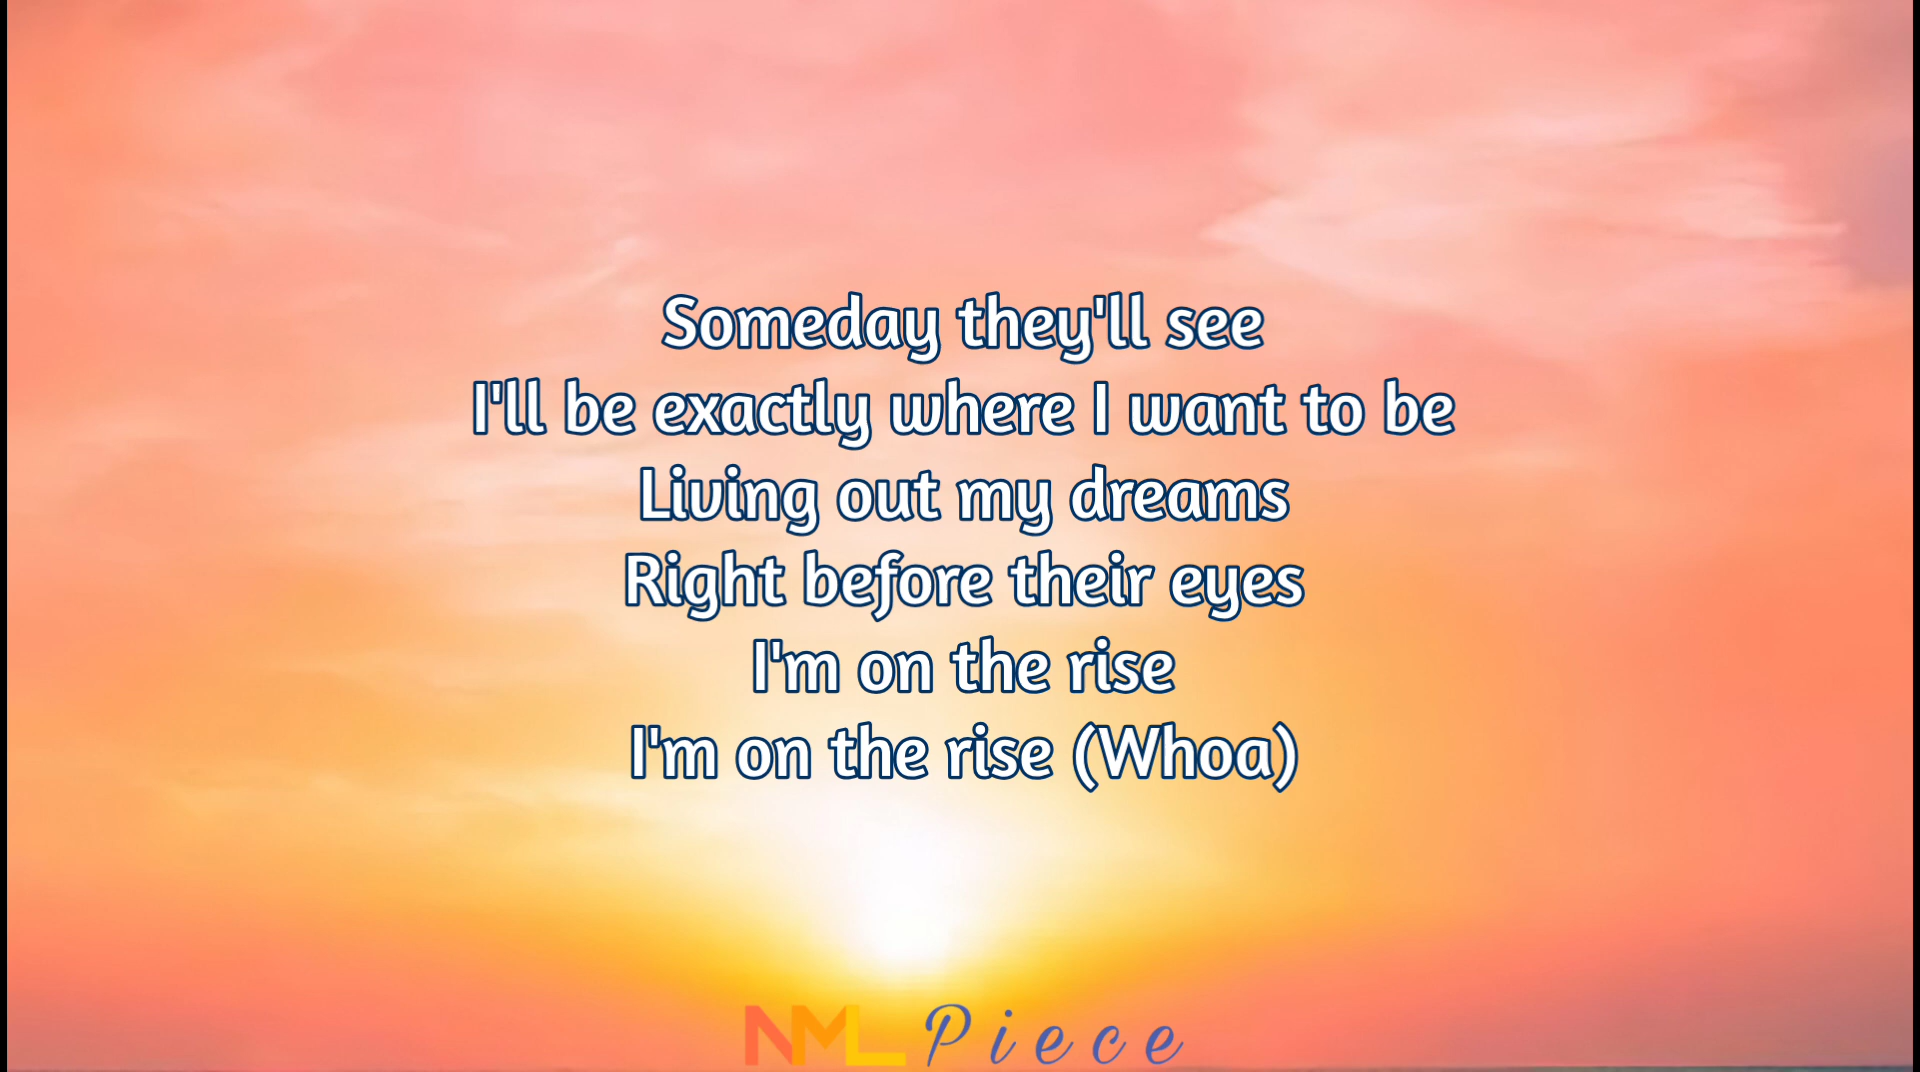 Someday they'll see
I'll be exactly where I want to be
Living out my dreams
Right before their eyes
I'm on the rise
I'm on the rise (Whoa)
NML Piece